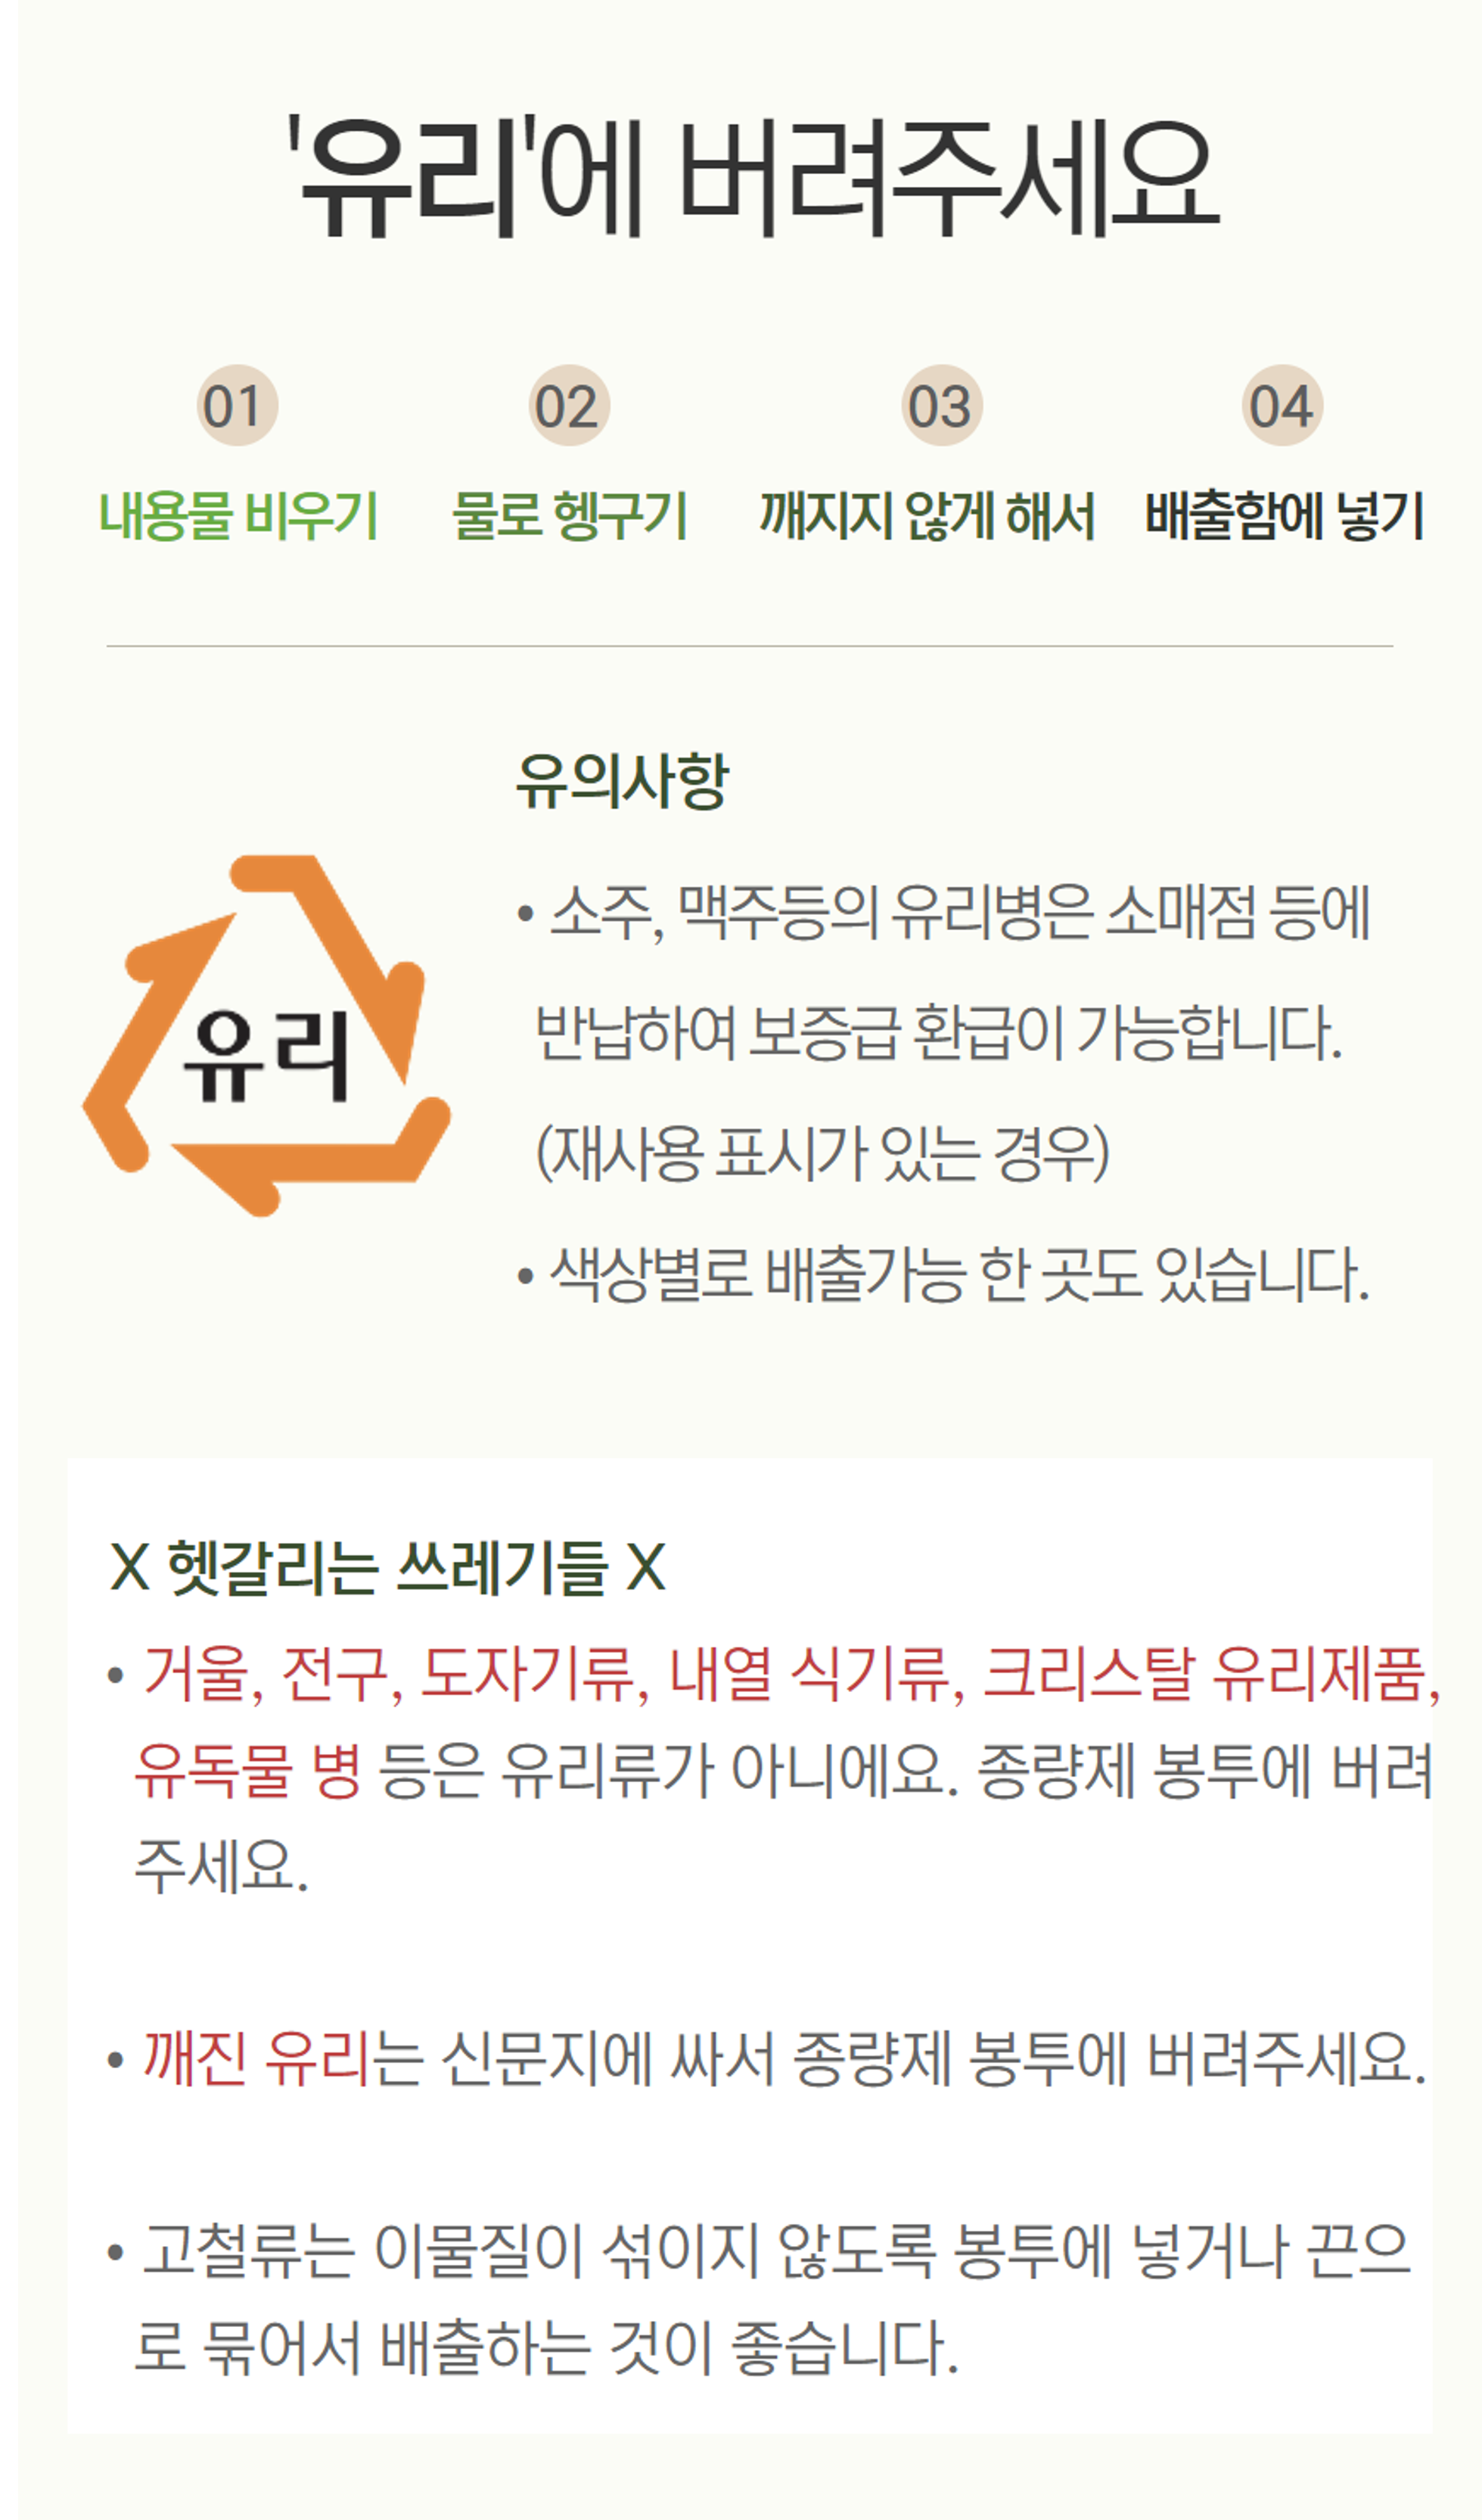 '유리'에 버려주세요
01 02 03 04
내용물 비우기 물로 헹구기 깨지지 않게 해서 배출함에 넣기
유의사항
• 소주, 맥주등의 유리병은 소매점 등에
반납하여 보증급 환급이 가능합니다.
(재사용 표시가 있는 경우)
• 색상별로 배출가능 한 곳도 있습니다.
유리
X 헷갈리는 쓰레기들 X
• 거울, 전구, 도자기류, 내열 식기류, 크리스탈 유리제품,
유독물 병 등은 유리류가 아니에요. 종량제 봉투에 버려
주세요.
• 깨진 유리는 신문지에 싸서 종량제 봉투에 버려주세요.
• 고철류는 이물질이 섞이지 않도록 봉투에 넣거나 끈으
로 묶어서 배출하는 것이 좋습니다.